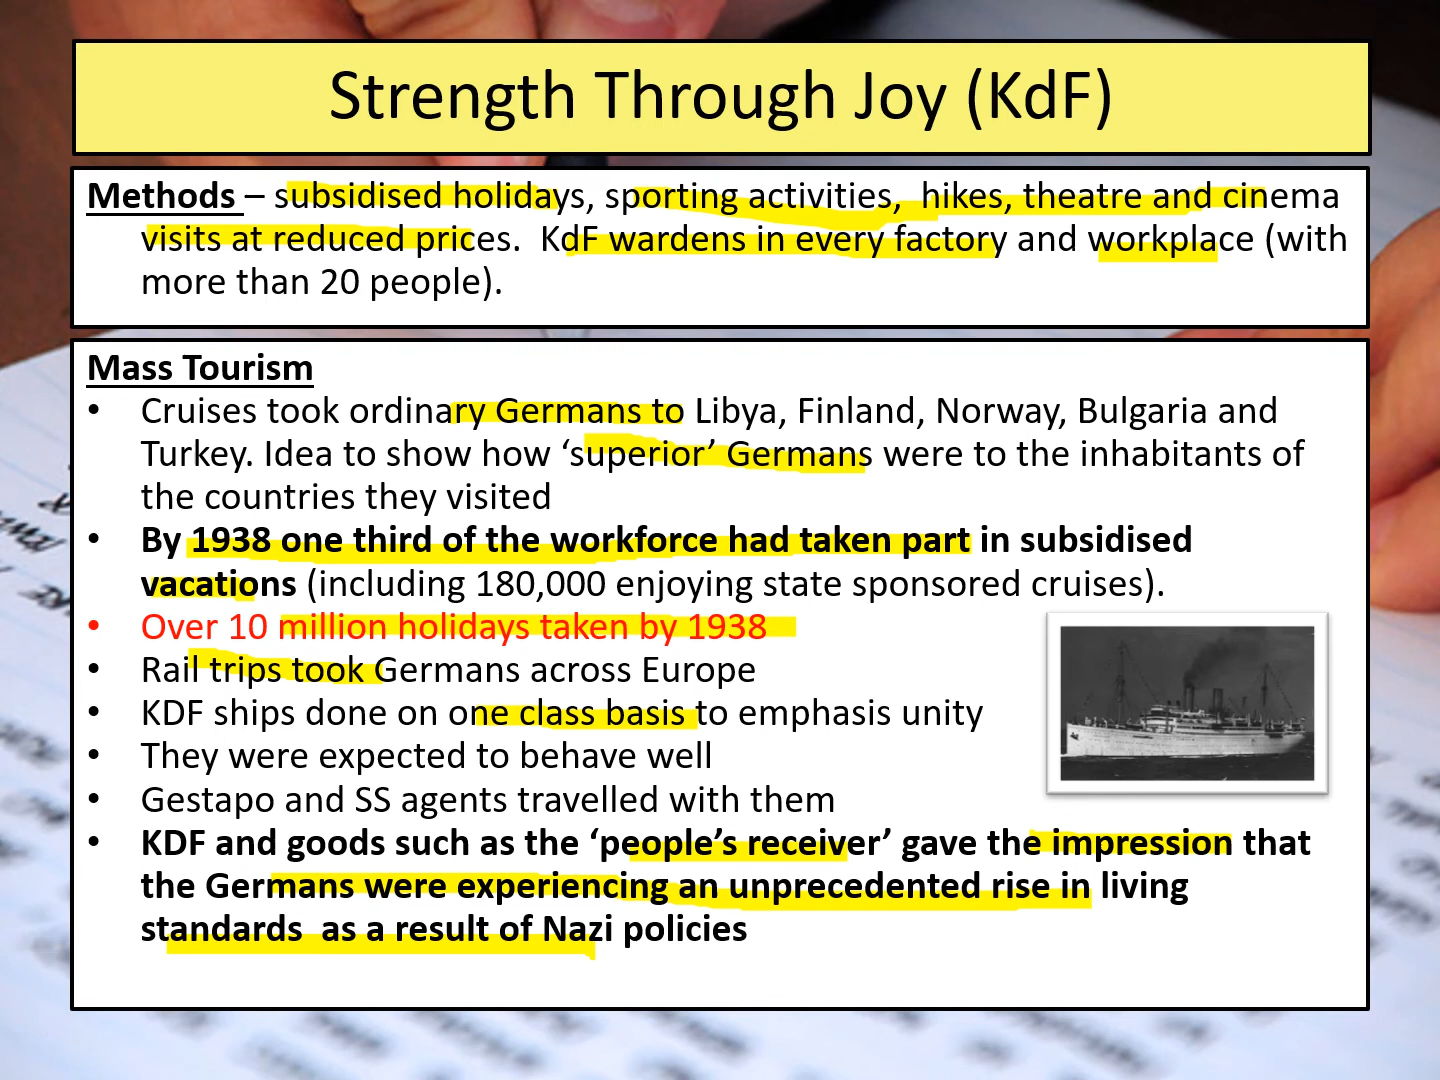 Strength Through Joy (KdF)
Methods – subsidised holidays, sporting activities,  hikes, theatre and cinema
visits at reduced prices.  KdF wardens in every factory and workplace (with
more than 20 people).
Mass Tourism
• Cruises took ordinary Germans to Libya, Finland, Norway, Bulgaria and
Turkey. Idea to show how ‘superior’ Germans were to the inhabitants of
the countries they visited
• By 1938 one third of the workforce had taken part in subsidised
vacations (including 180,000 enjoying state sponsored cruises).
• Over 10 million holidays taken by 1938
• Rail trips took Germans across Europe
• KDF ships done on one class basis to emphasis unity
• They were expected to behave well
• Gestapo and SS agents travelled with them
• KDF and goods such as the ‘people’s receiver’ gave the impression that
the Germans were experiencing an unprecedented rise in living
standards  as a result of Nazi policies